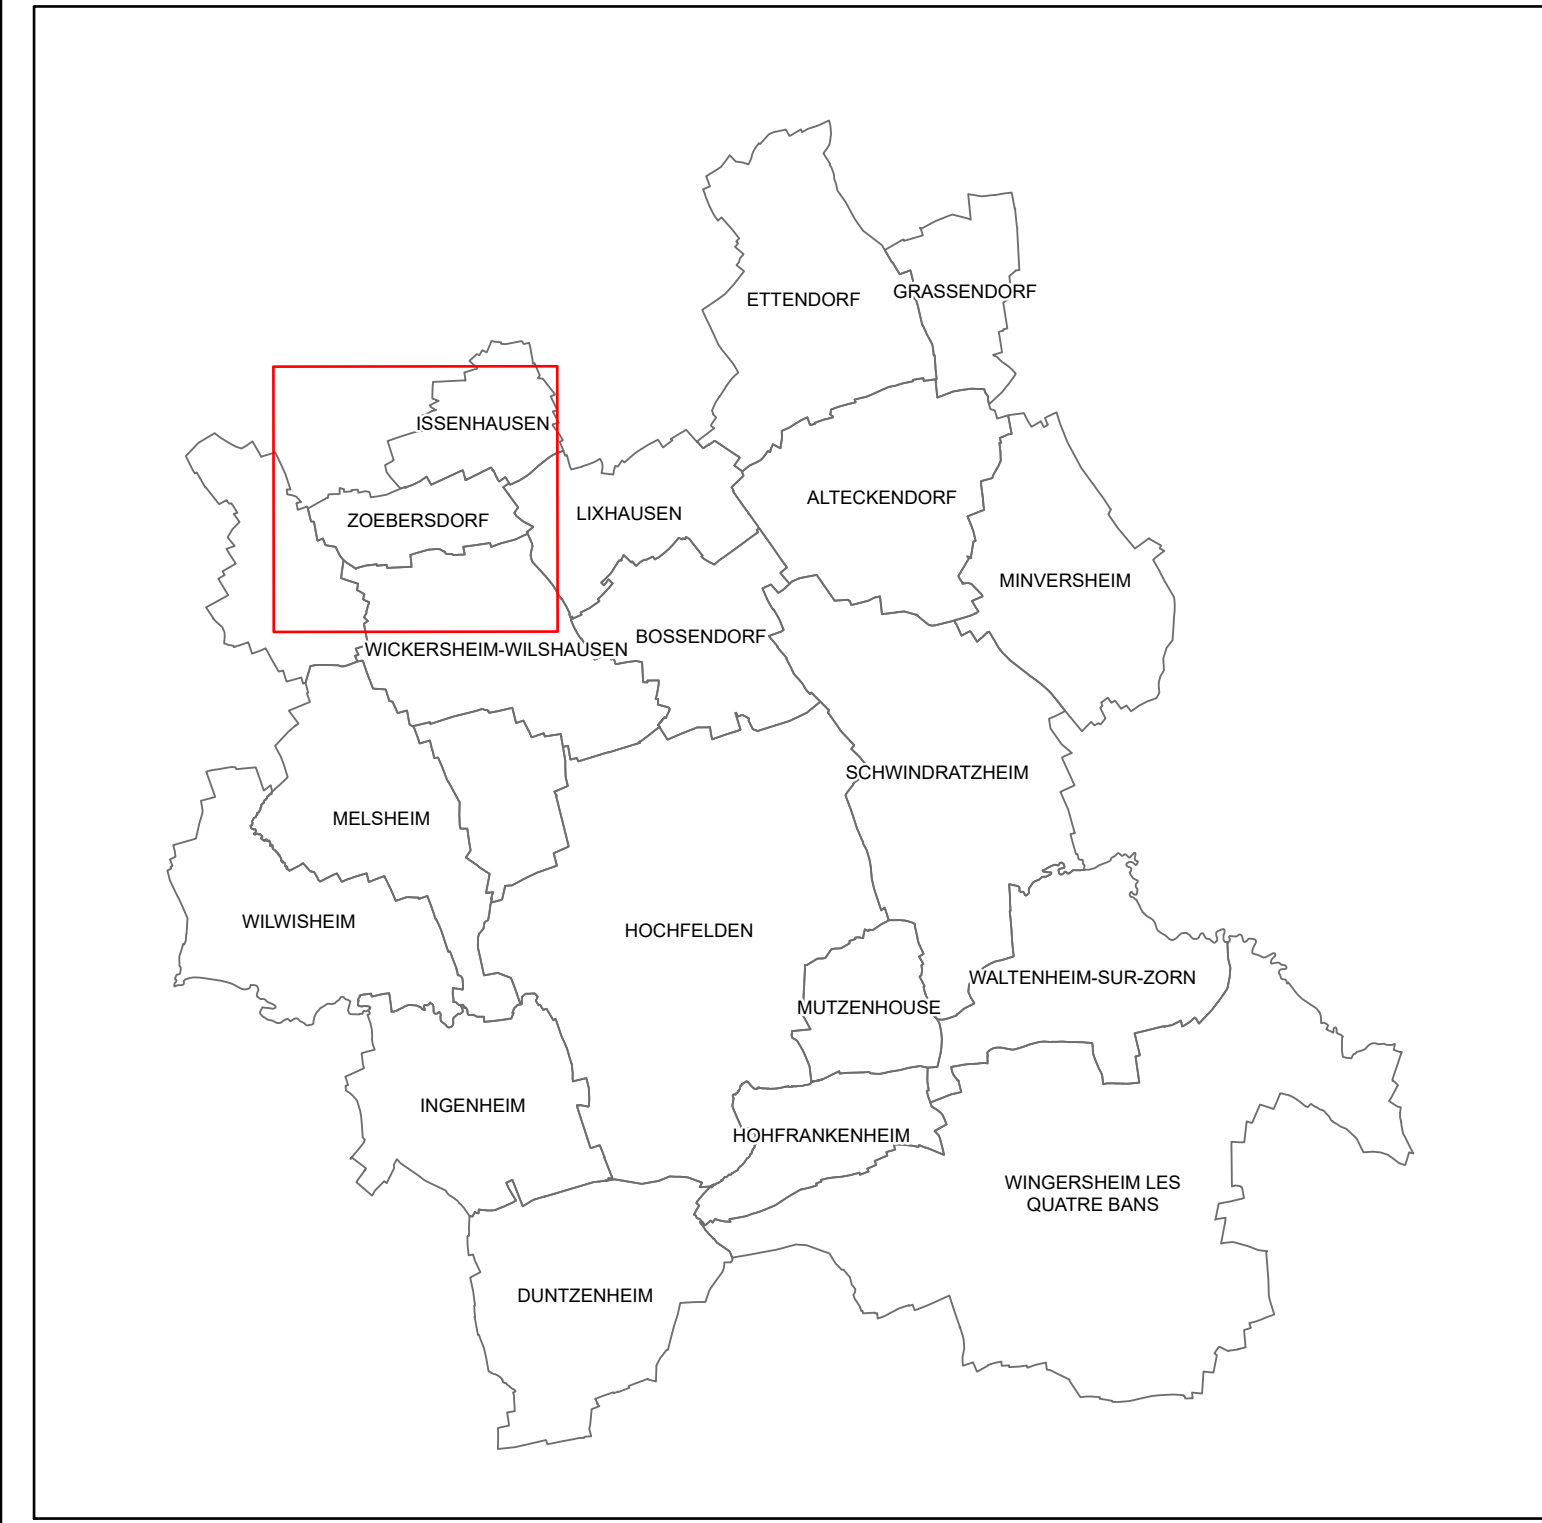 GRASSENDORF
ETTENDORF
ISSENHAUSEN
ALTECKENDORF
LIXHAUSEN
ZOEBERSDORF
MINVERSHEIM
BOSSENDORF
WICKERSHEIM-WILSHAUSEN
SCHWINDRATZHEIM
MELSHEIM
WILWISHEIM
HOCHFELDEN
WALTENHEIM-SUR-ZORN
MUTZENHOUSE
INGENHEIM
HOHFRANKENHEIM
WINGERSHEIM LES
QUATRE BANS
DUNTZENHEIM